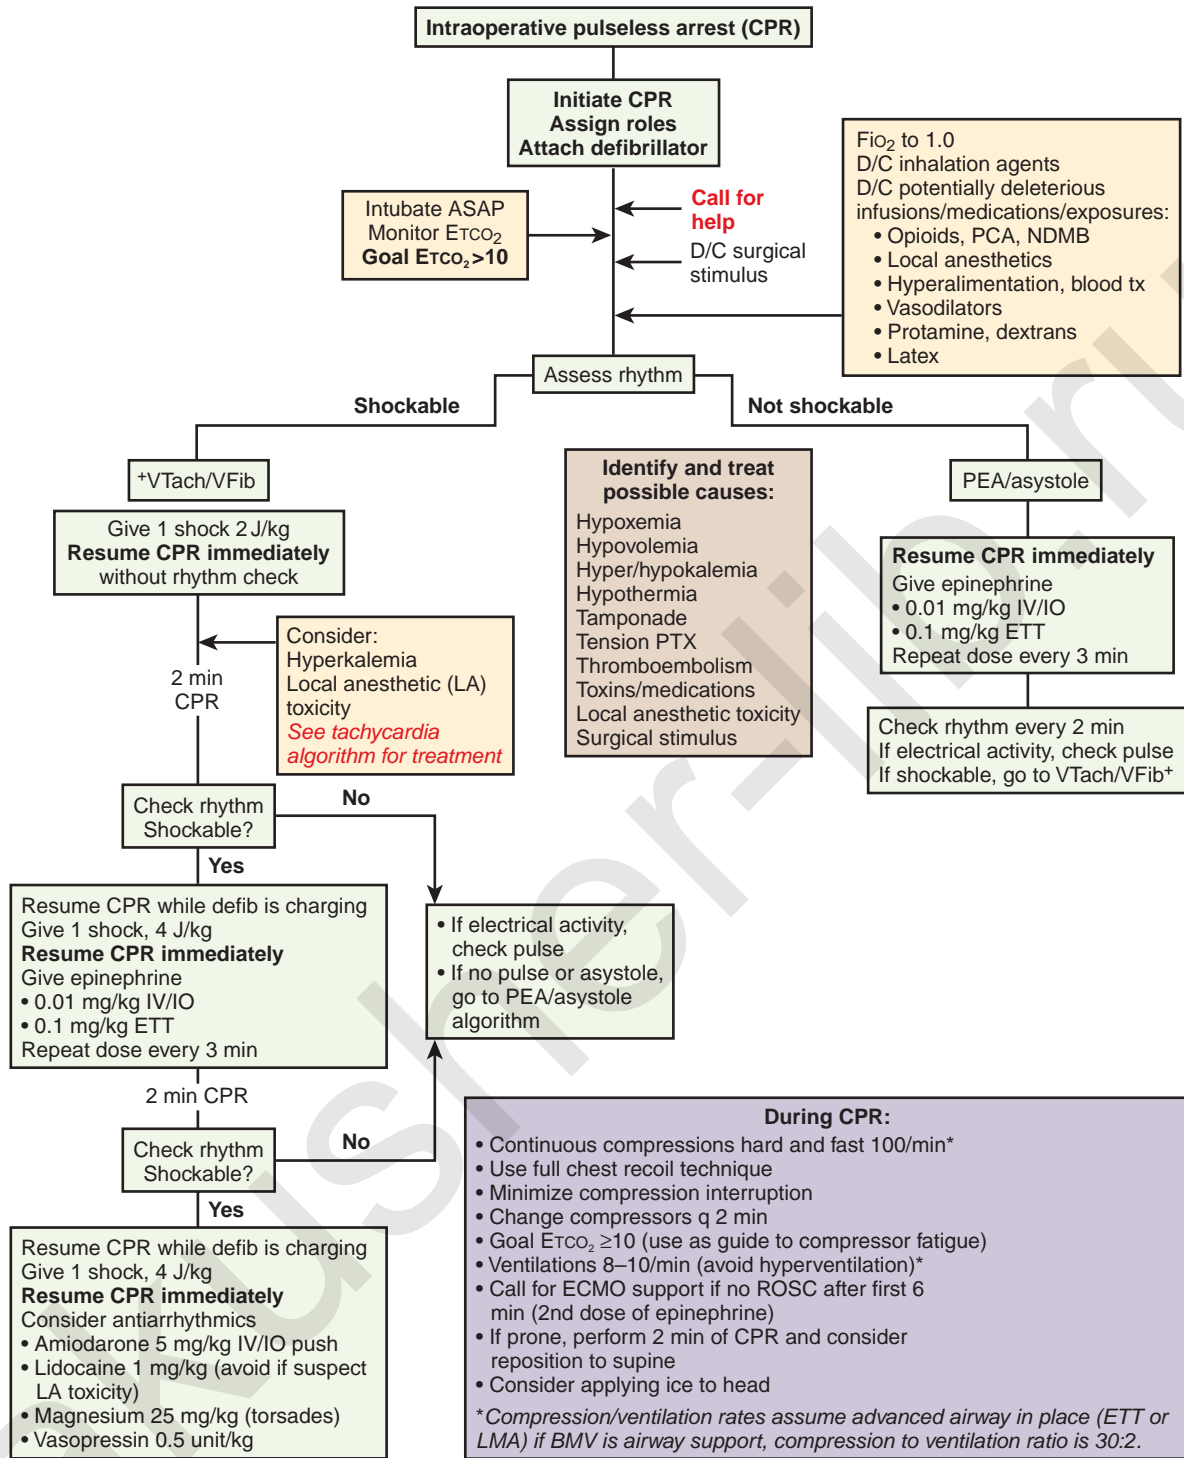 Intraoperative pulseless arrest (CPR)
Initiate CPR
Assign roles
Attach defibrillator
Intubate ASAP
Monitor ETCO2
Goal ETCO2 >10
Call for
help
D/C surgical
stimulus
FiO2 to 1.0
D/C inhalation agents
D/C potentially deleterious
infusions/medications/exposures:
• Opioids, PCA, NDMB
• Local anesthetics
• Hyperalimentation, blood tx
• Vasodilators
• Protamine, dextrans
• Latex
Assess rhythm
Shockable
Not shockable
+VTach/VFib
Give 1 shock 2 J/kg
Resume CPR immediately
without rhythm check
2 min
CPR
Consider:
Hyperkalemia
Local anesthetic (LA)
toxicity
See tachycardia
algorithm for treatment
Identify and treat
possible causes:
Hypoxemia
Hypovolemia
Hyper/hypokalemia
Hypothermia
Tamponade
Tension PTX
Thromboembolism
Toxins/medications
Local anesthetic toxicity
Surgical stimulus
PEA/asystole
Resume CPR immediately
Give epinephrine
• 0.01 mg/kg IV/IO
• 0.1 mg/kg ETT
Repeat dose every 3 min
Check rhythm every 2 min
If electrical activity, check pulse
If shockable, go to VTach/VFib+
Check rhythm
Shockable?
No
Yes
Resume CPR while defib is charging
Give 1 shock, 4 J/kg
Resume CPR immediately
Give epinephrine
• 0.01 mg/kg IV/IO
• 0.1 mg/kg ETT
Repeat dose every 3 min
• If electrical activity,
check pulse
• If no pulse or asystole,
go to PEA/asystole
algorithm
2 min CPR
Check rhythm
Shockable?
No
Yes
Resume CPR while defib is charging
Give 1 shock, 4 J/kg
Resume CPR immediately
Consider antiarrhythmics
• Amiodarone 5 mg/kg IV/IO push
• Lidocaine 1 mg/kg (avoid if suspect
LA toxicity)
• Magnesium 25 mg/kg (torsades)
• Vasopressin 0.5 unit/kg
During CPR:
• Continuous compressions hard and fast 100/min*
• Use full chest recoil technique
• Minimize compression interruption
• Change compressors q 2 min
• Goal ETCO2 ≥10 (use as guide to compressor fatigue)
• Ventilations 8–10/min (avoid hyperventilation)*
• Call for ECMO support if no ROSC after first 6
min (2nd dose of epinephrine)
• If prone, perform 2 min of CPR and consider
reposition to supine
• Consider applying ice to head
*Compression/ventilation rates assume advanced airway in place (ETT or
LMA) if BMV is airway support, compression to ventilation ratio is 30:2.